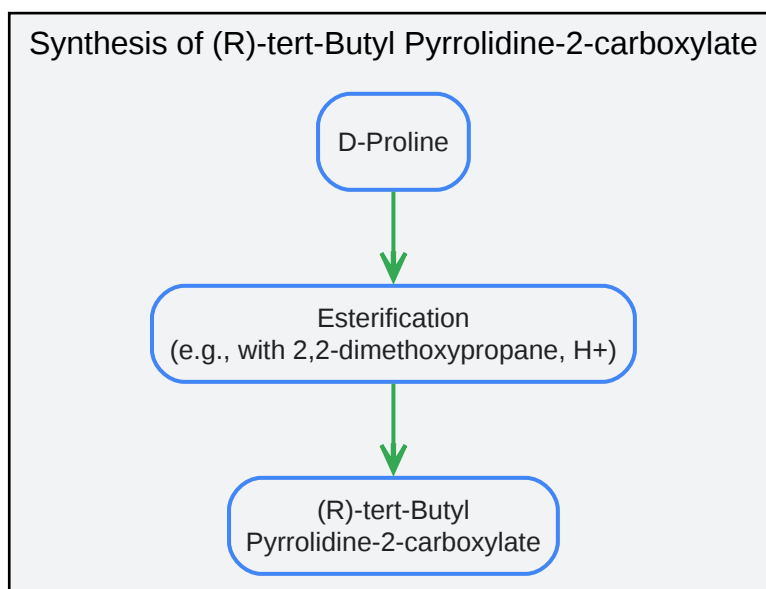 Synthesis of (R)-tert-Butyl Pyrrolidine-2-carboxylate
D-Proline
Esterification
(e.g., with 2,2-dimethoxypropane, H+)
(R)-tert-Butyl
Pyrrolidine-2-carboxylate